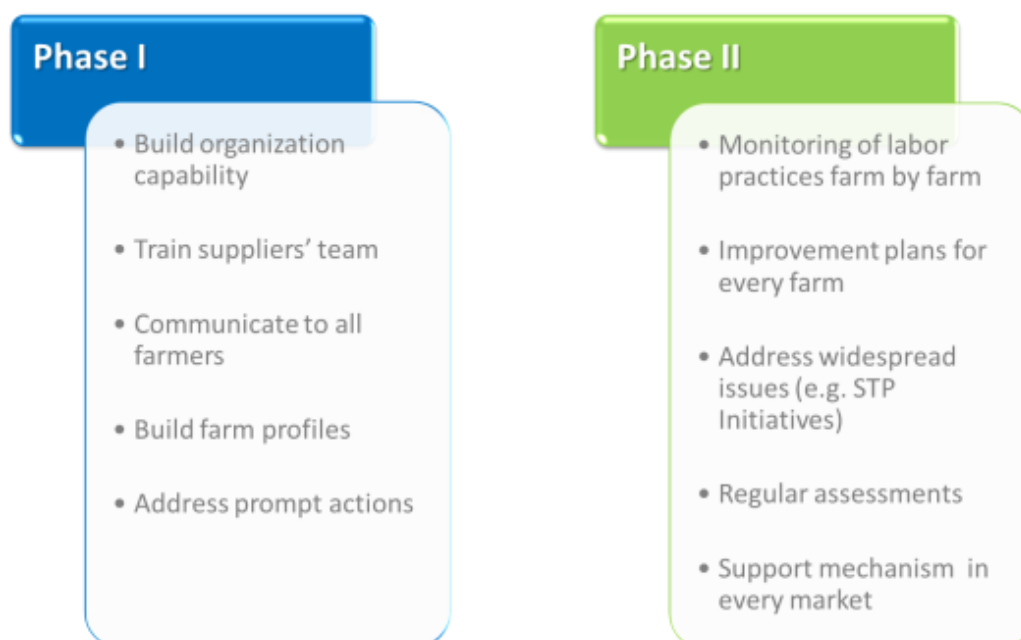 Phase I
• Build organization
capability
• Train suppliers’ team
• Communicate to all
farmers
• Build farm profiles
• Address prompt actions
Phase II
• Monitoring of labor
practices farm by farm
• Improvement plans for
every farm
• Address widespread
issues (e.g. STP
Initiatives)
• Regular assessments
• Support mechanism  in
every market